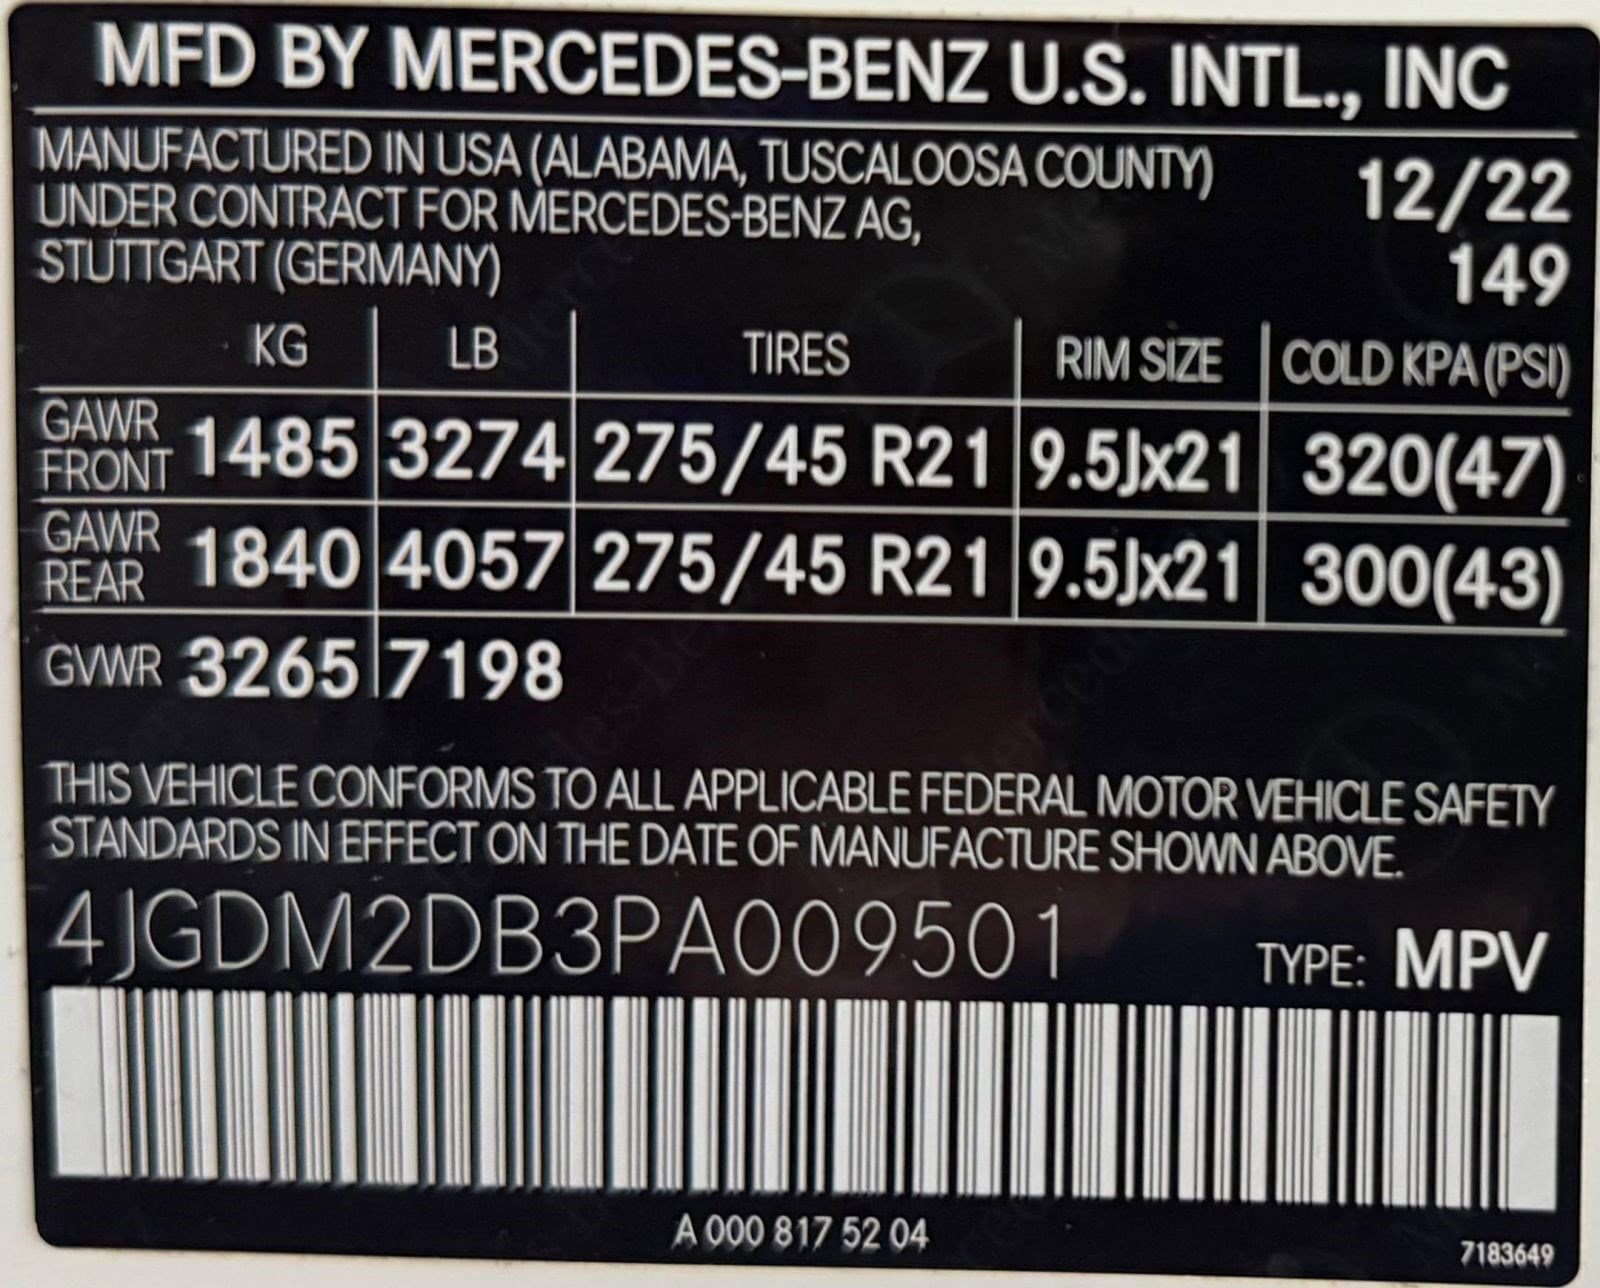 MFD BY MERCEDES-BENZ U.S. INTL., INC
MANUFACTURED IN USA (ALABAMA, TUSCALOOSA COUNTY) 12/22
UNDER CONTRACT FOR MERCEDES-BENZ AG,
STUTTGART (GERMANY) 149
KG LB TIRES RIM SIZE COLD KPA (PSI)
GAWR FRONT 1485 3274 275/45 R21 9.5Jx21 320(47)
GAWR REAR 1840 4057 275/45 R21 9.5Jx21 300(43)
GVWR 3265 7198
THIS VEHICLE CONFORMS TO ALL APPLICABLE FEDERAL MOTOR VEHICLE SAFETY
STANDARDS IN EFFECT ON THE DATE OF MANUFACTURE SHOWN ABOVE.
4JGDM2DB3PA009501 TYPE: MPV
A 000 817 52 04
7183649